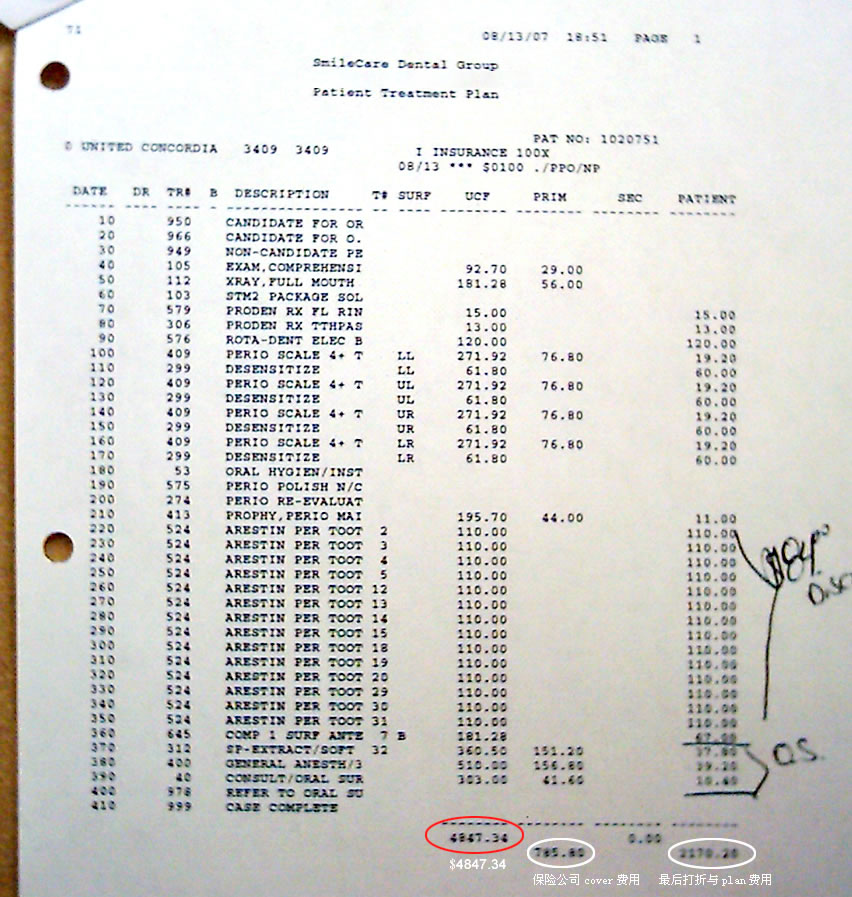 71
08/13/07 18:51 PAGE 1
SmileCare Dental Group
Patient Treatment Plan
PAT NO: 1020751
0 UNITED CONCORDIA 3409 3409 I INSURANCE 100X
08/13 *** $0100 ./PPO/NP
DATE DR TR# B DESCRIPTION T# SURF UCF PRIM SEC PATIENT
10 950 CANDIDATE FOR OR
20 966 CANDIDATE FOR O.
30 949 NON-CANDIDATE PE
40 105 EXAM,COMPREHENSI 92.70 29.00
50 112 XRAY,FULL MOUTH 181.28 56.00
60 103 STM2 PACKAGE SOL
70 579 PRODEN RX FL RIN 15.00 15.00
80 306 PRODEN RX TTHPAS 13.00 13.00
90 576 ROTA-DENT ELEC B 120.00 120.00
100 409 PERIO SCALE 4+ T LL 271.92 76.80 19.20
110 299 DESENSITIZE LL 61.80 60.00
120 409 PERIO SCALE 4+ T UL 271.92 76.80 19.20
130 299 DESENSITIZE UL 61.80 60.00
140 409 PERIO SCALE 4+ T UR 271.92 76.80 19.20
150 299 DESENSITIZE UR 61.80 60.00
160 409 PERIO SCALE 4+ T LR 271.92 76.80 19.20
170 299 DESENSITIZE LR 61.80 60.00
180 53 ORAL HYGIEN/INST
190 575 PERIO POLISH N/C
200 274 PERIO RE-EVALUAT
210 413 PROPHY,PERIO MAI 195.70 44.00 11.00
220 524 ARESTIN PER TOOT 2 110.00 110.00
230 524 ARESTIN PER TOOT 3 110.00 110.00
240 524 ARESTIN PER TOOT 4 110.00 110.00
250 524 ARESTIN PER TOOT 5 110.00 110.00
260 524 ARESTIN PER TOOT 12 110.00 110.00
270 524 ARESTIN PER TOOT 13 110.00 110.00
280 524 ARESTIN PER TOOT 14 110.00 110.00
290 524 ARESTIN PER TOOT 15 110.00 110.00
300 524 ARESTIN PER TOOT 18 110.00 110.00
310 524 ARESTIN PER TOOT 19 110.00 110.00
320 524 ARESTIN PER TOOT 20 110.00 110.00
330 524 ARESTIN PER TOOT 29 110.00 110.00
340 524 ARESTIN PER TOOT 30 110.00 110.00
350 524 ARESTIN PER TOOT 31 110.00 110.00
360 645 COMP 1 SURF ANTE 7 B 181.28 67.00
370 312 SP-EXTRACT/SOFT 32 360.50 151.20 37.80
380 400 GENERAL ANESTH/3 510.00 156.80 39.20
390 40 CONSULT/ORAL SUR 303.00 41.60 10.40
400 978 REFER TO ORAL SU
410 999 CASE COMPLETE
O.S.
4847.34 0.00
785.80 2170.20
$4847.34
保险公司 cover 费用 最后打折与 plan 费用